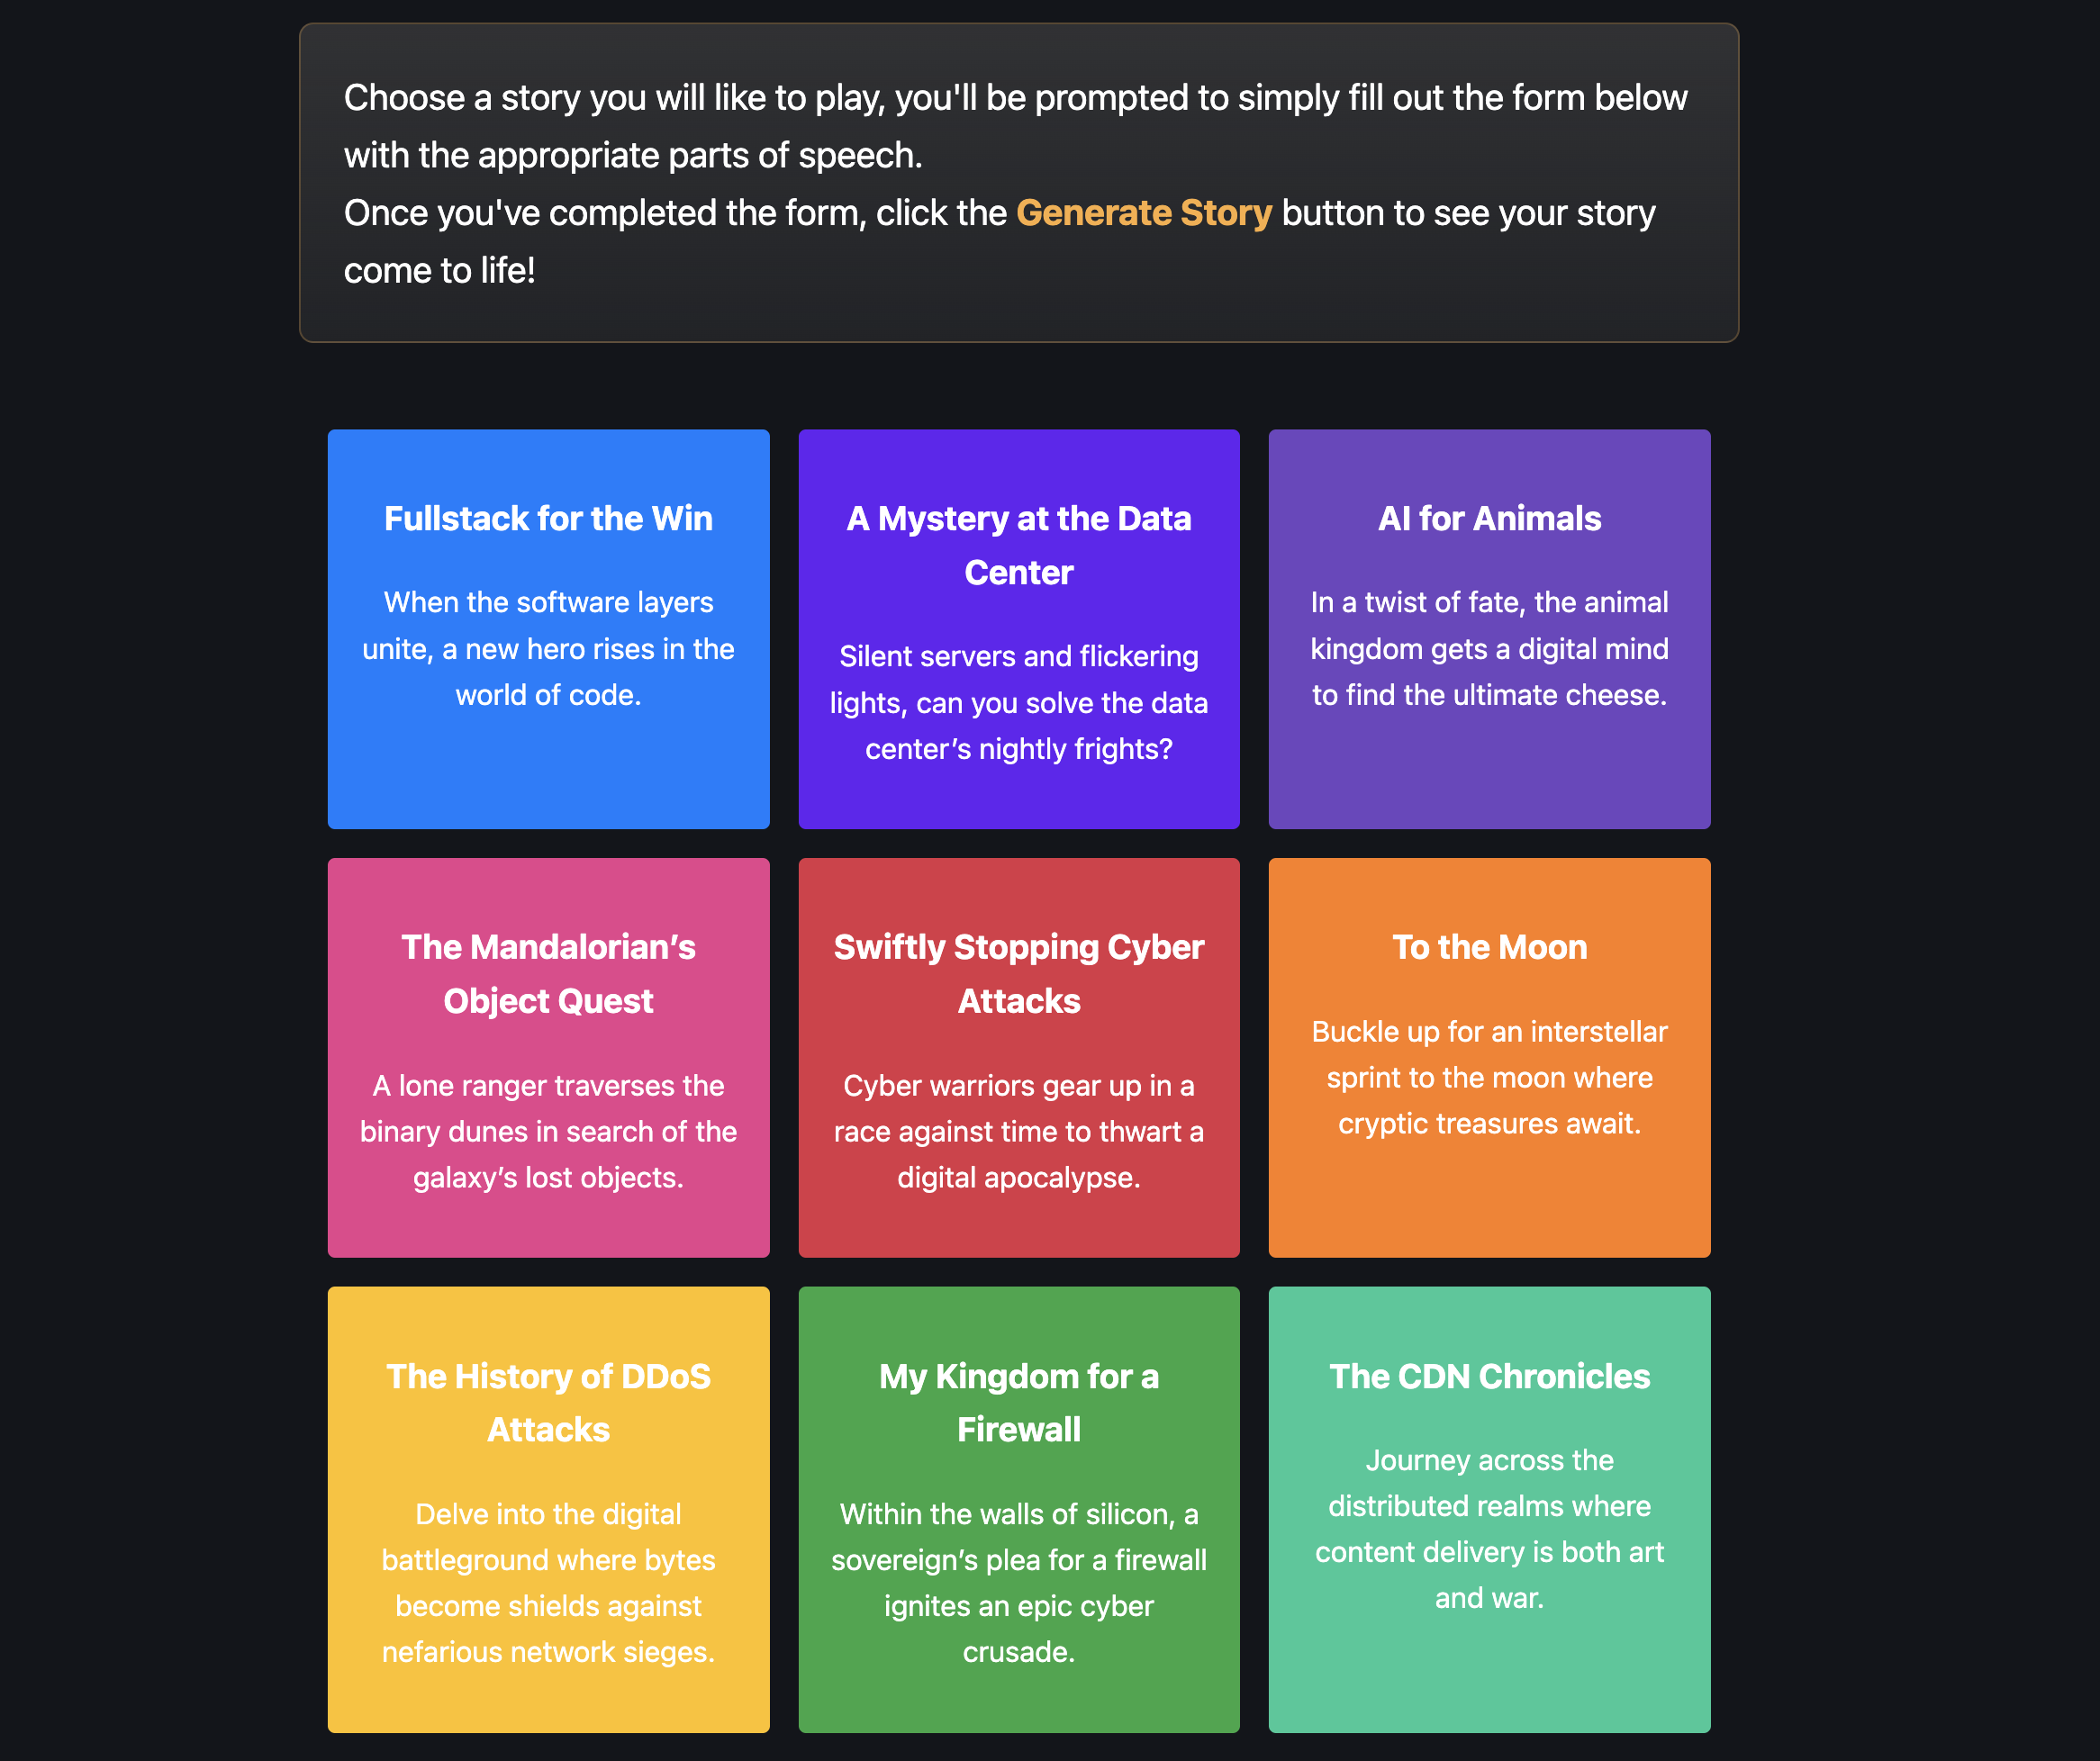 Choose a story you will like to play, you'll be prompted to simply fill out the form below
with the appropriate parts of speech.
Once you've completed the form, click the Generate Story button to see your story
come to life!
Fullstack for the Win
When the software layers
unite, a new hero rises in the
world of code.
A Mystery at the Data
Center
Silent servers and flickering
lights, can you solve the data
center’s nightly frights?
AI for Animals
In a twist of fate, the animal
kingdom gets a digital mind
to find the ultimate cheese.
The Mandalorian’s
Object Quest
A lone ranger traverses the
binary dunes in search of the
galaxy’s lost objects.
Swiftly Stopping Cyber
Attacks
Cyber warriors gear up in a
race against time to thwart a
digital apocalypse.
To the Moon
Buckle up for an interstellar
sprint to the moon where
cryptic treasures await.
The History of DDoS
Attacks
Delve into the digital
battleground where bytes
become shields against
nefarious network sieges.
My Kingdom for a
Firewall
Within the walls of silicon, a
sovereign’s plea for a firewall
ignites an epic cyber
crusade.
The CDN Chronicles
Journey across the
distributed realms where
content delivery is both art
and war.